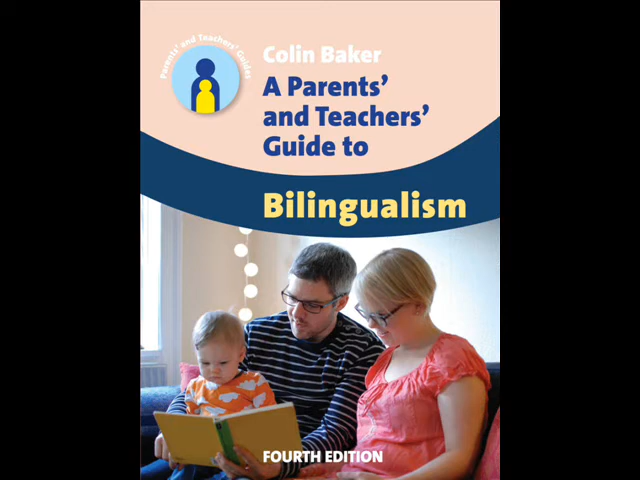 Parents' and Teachers' Guides
Colin Baker
A Parents'
and Teachers'
Guide to
Bilingualism
FOURTH EDITION